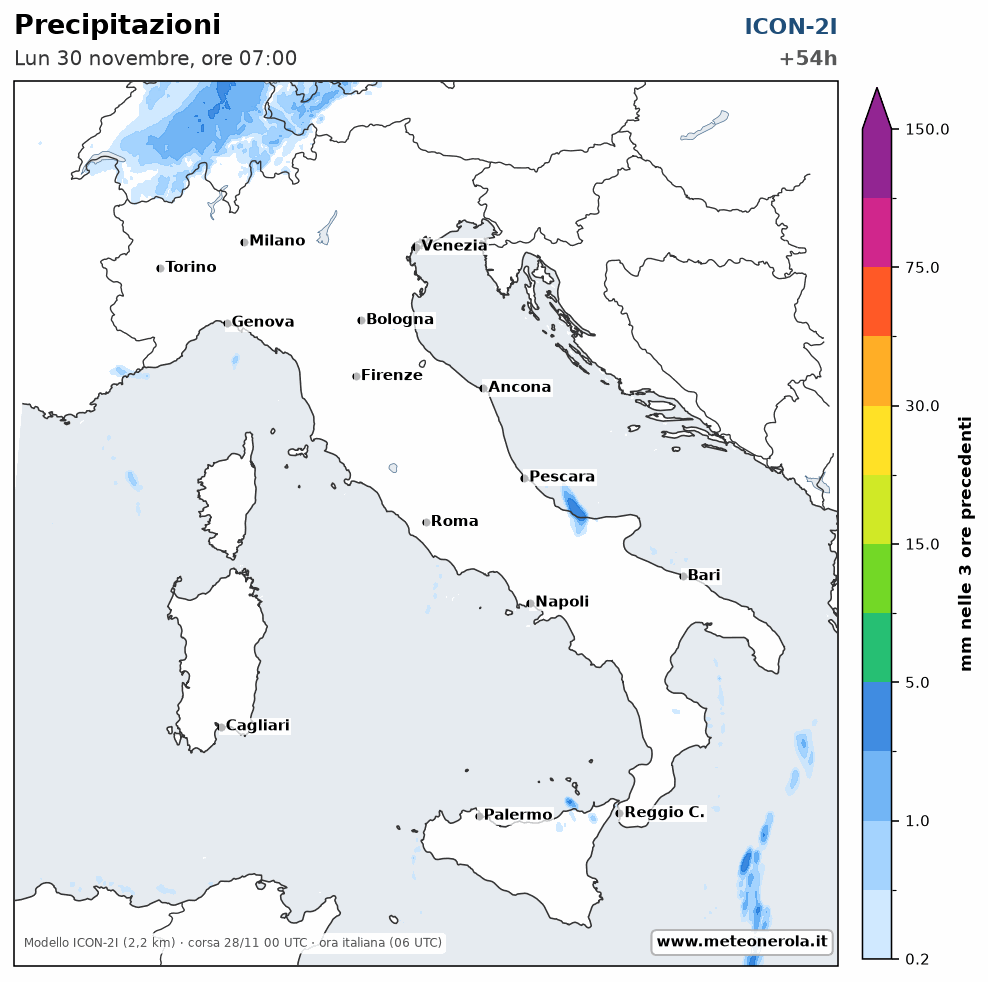 Precipitazioni
ICON-2I
Lun 30 novembre, ore 07:00
+54h
150.0
75.0
30.0
15.0
5.0
1.0
0.2
mm nelle 3 ore precedenti
Milano
Venezia
Torino
Genova
Bologna
Firenze
Ancona
Pescara
Roma
Bari
Napoli
Cagliari
Palermo
Reggio C.
Modello ICON-2I (2,2 km) · corsa 28/11 00 UTC · ora italiana (06 UTC)
www.meteonerola.it